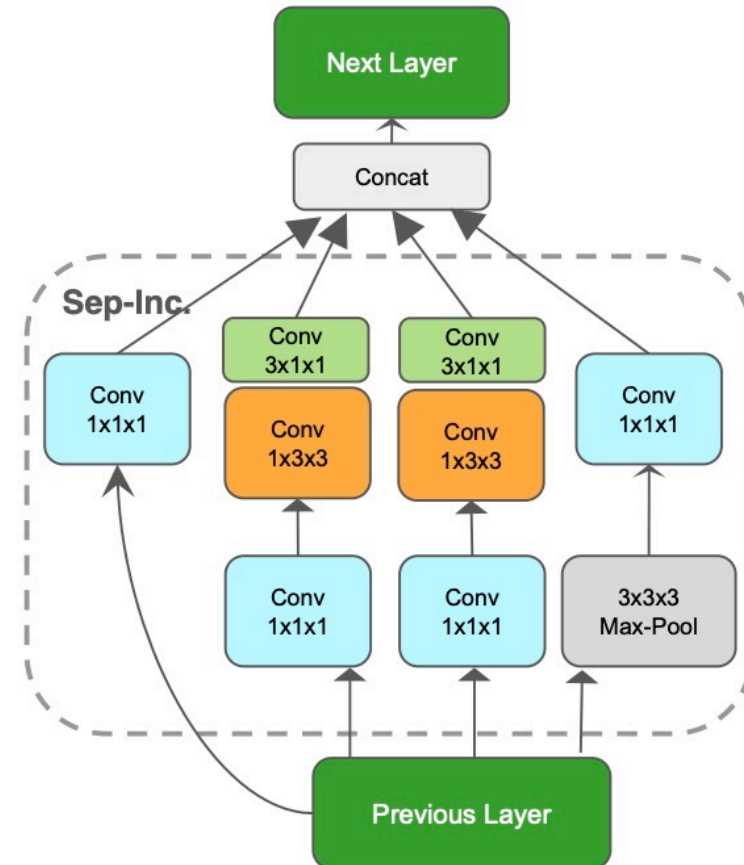 Next Layer
Concat
Sep-Inc.
Conv
3x1x1
Conv
3x1x1
Conv
1x1x1
Conv
1x3x3
Conv
1x3x3
Conv
1x1x1
Conv
1x1x1
Conv
1x1x1
3x3x3
Max-Pool
Previous Layer